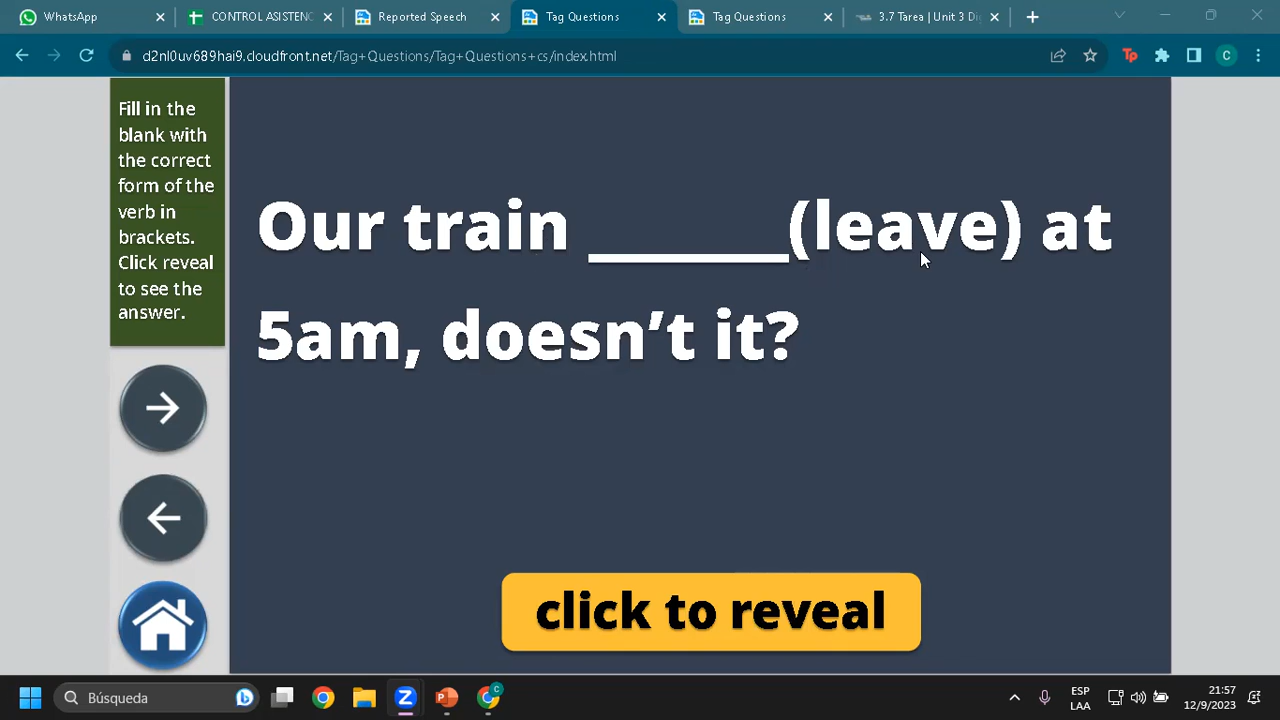 WhatsApp
CONTROL ASISTENC
Reported Speech
Tag Questions
Tag Questions
3.7 Tarea | Unit 3 Di
d2nl0uv689hai9.cloudfront.net/Tag+Questions/Tag+Questions+cs/index.html
Tp
C
Fill in the
blank with
the correct
form of the
verb in
brackets.
Click reveal
to see the
answer.
Our train ______(leave) at
5am, doesn’t it?
click to reveal
Búsqueda
ESP
LAA
21:57
12/9/2023